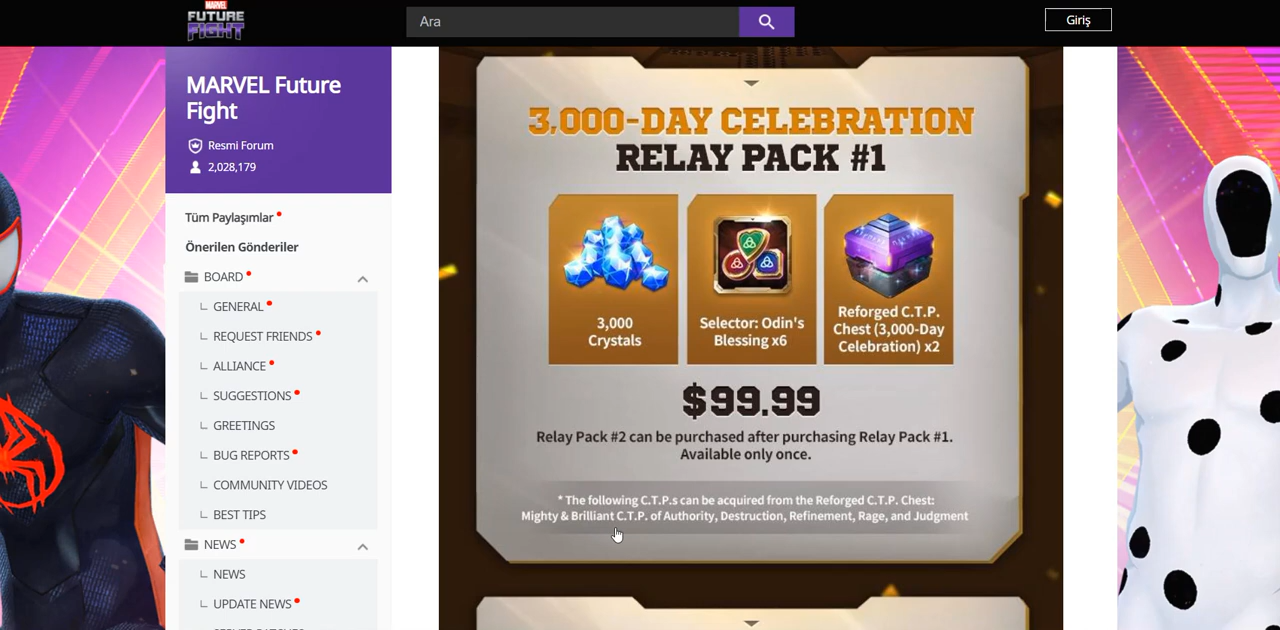 MARVEL
FUTURE
FIGHT
Ara
Giriş
MARVEL Future
Fight
Resmi Forum
2,028,179
Tüm Paylaşımlar
Önerilen Gönderiler
BOARD
GENERAL
REQUEST FRIENDS
ALLIANCE
SUGGESTIONS
GREETINGS
BUG REPORTS
COMMUNITY VIDEOS
BEST TIPS
NEWS
NEWS
UPDATE NEWS
3,000-DAY CELEBRATION
RELAY PACK #1
3,000
Crystals
Selector: Odin's
Blessing x6
Reforged C.T.P.
Chest (3,000-Day
Celebration) x2
$99.99
Relay Pack #2 can be purchased after purchasing Relay Pack #1.
Available only once.
* The following C.T.P.s can be acquired from the Reforged C.T.P. Chest:
Mighty & Brilliant C.T.P. of Authority, Destruction, Refinement, Rage, and Judgment